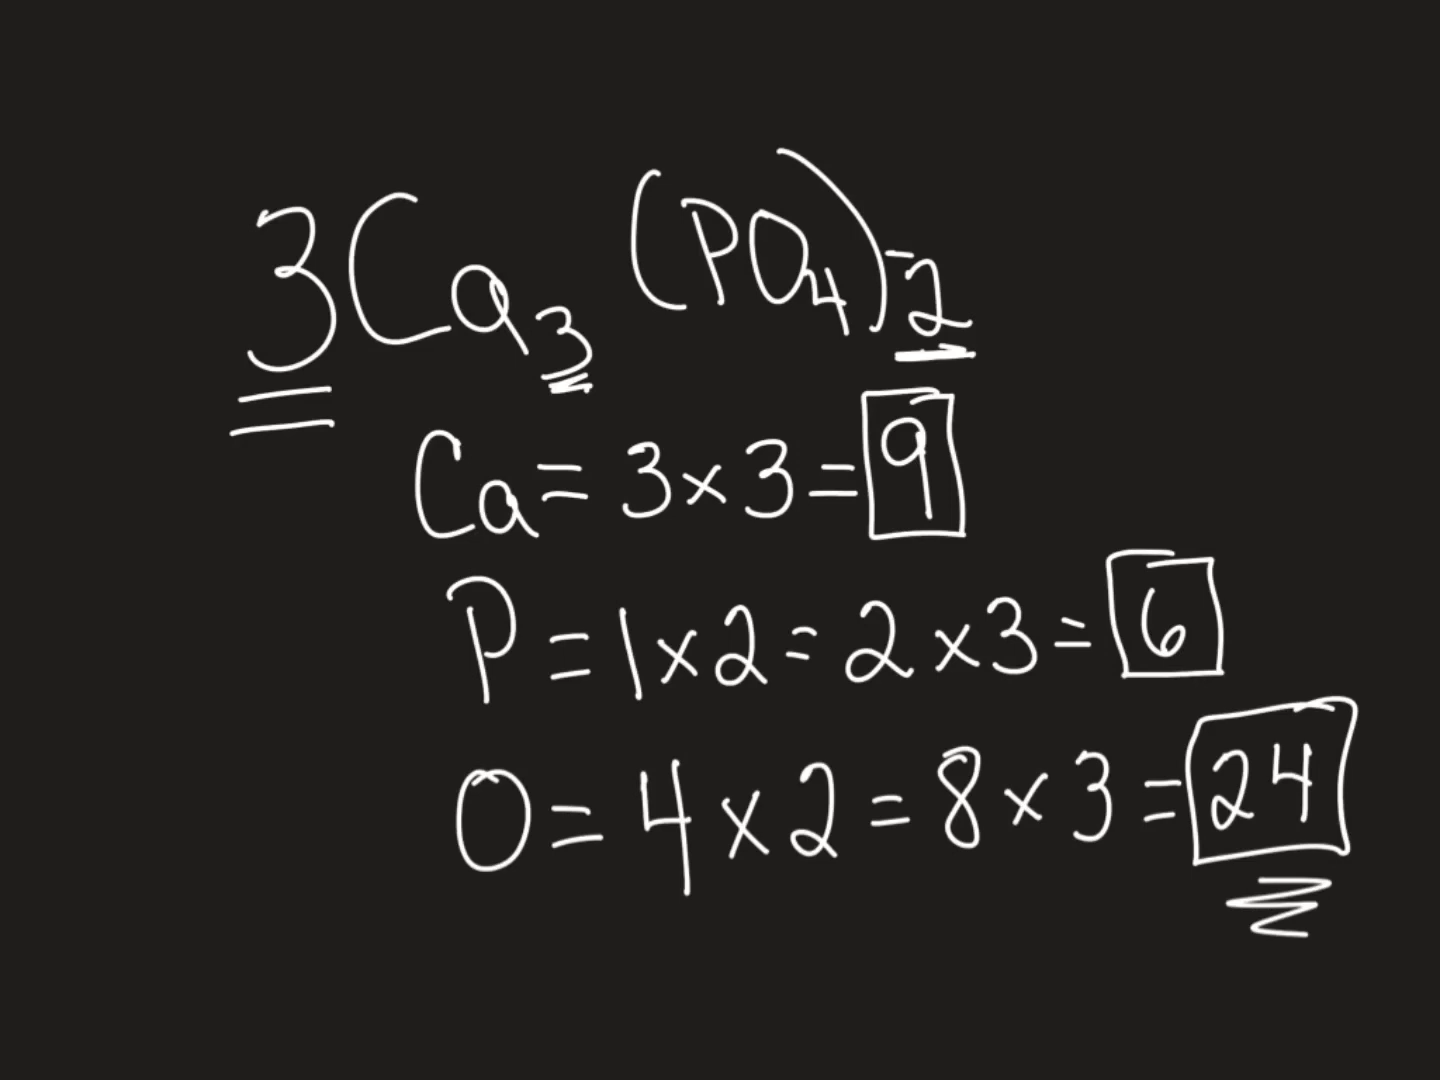 3Ca₃(PO₄)₂
Ca = 3 × 3 = 9
P = 1 × 2 = 2 × 3 = 6
O = 4 × 2 = 8 × 3 = 24